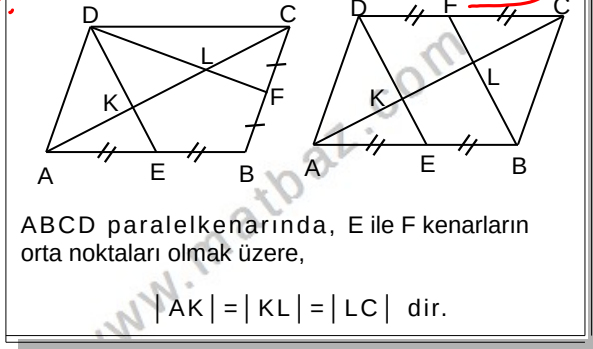 D C D F C
L
F L
K K
A E B A E B
ABCD paralelkenarında, E ile F kenarların
orta noktaları olmak üzere,
|AK|=|KL|=|LC| dir.
www.matbaz.com